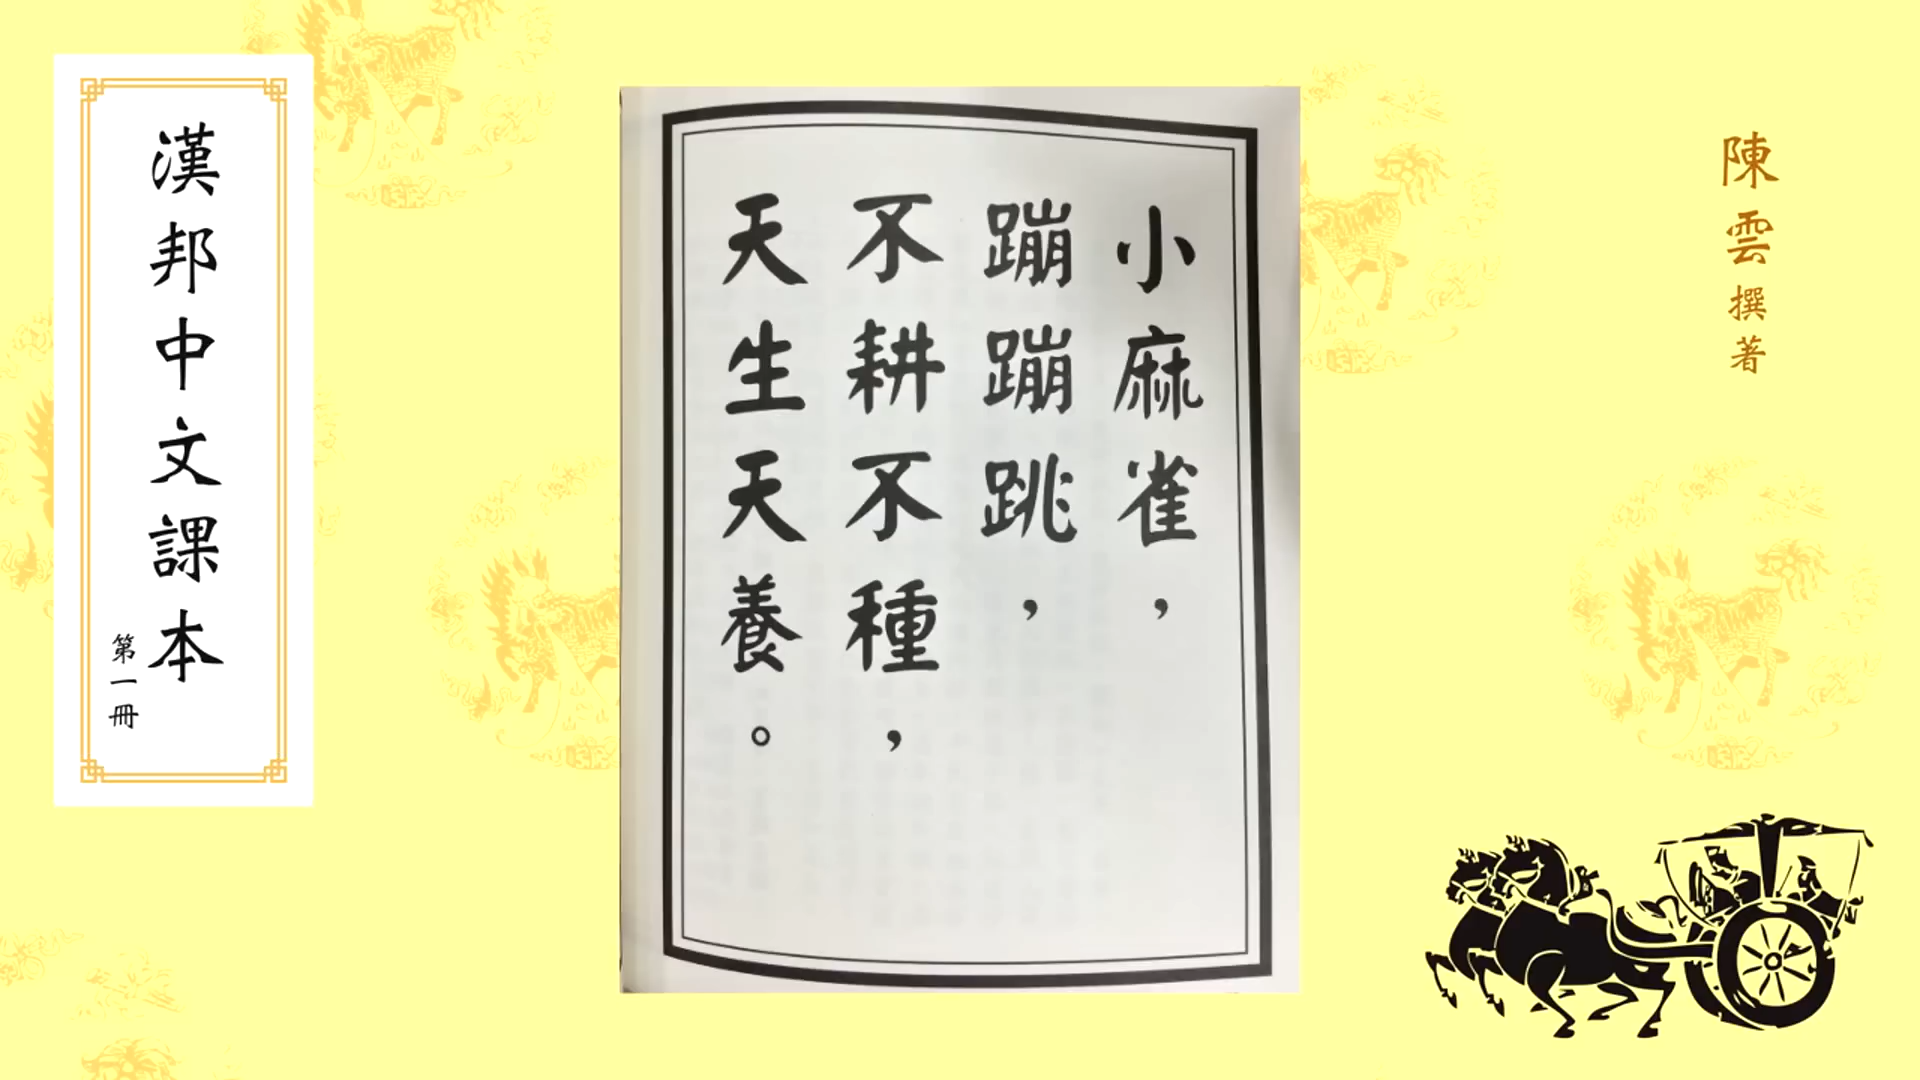 漢邦中文課本
第一冊
小麻雀，
蹦蹦跳，
不耕不種，
天生天養。
陳雲撰著